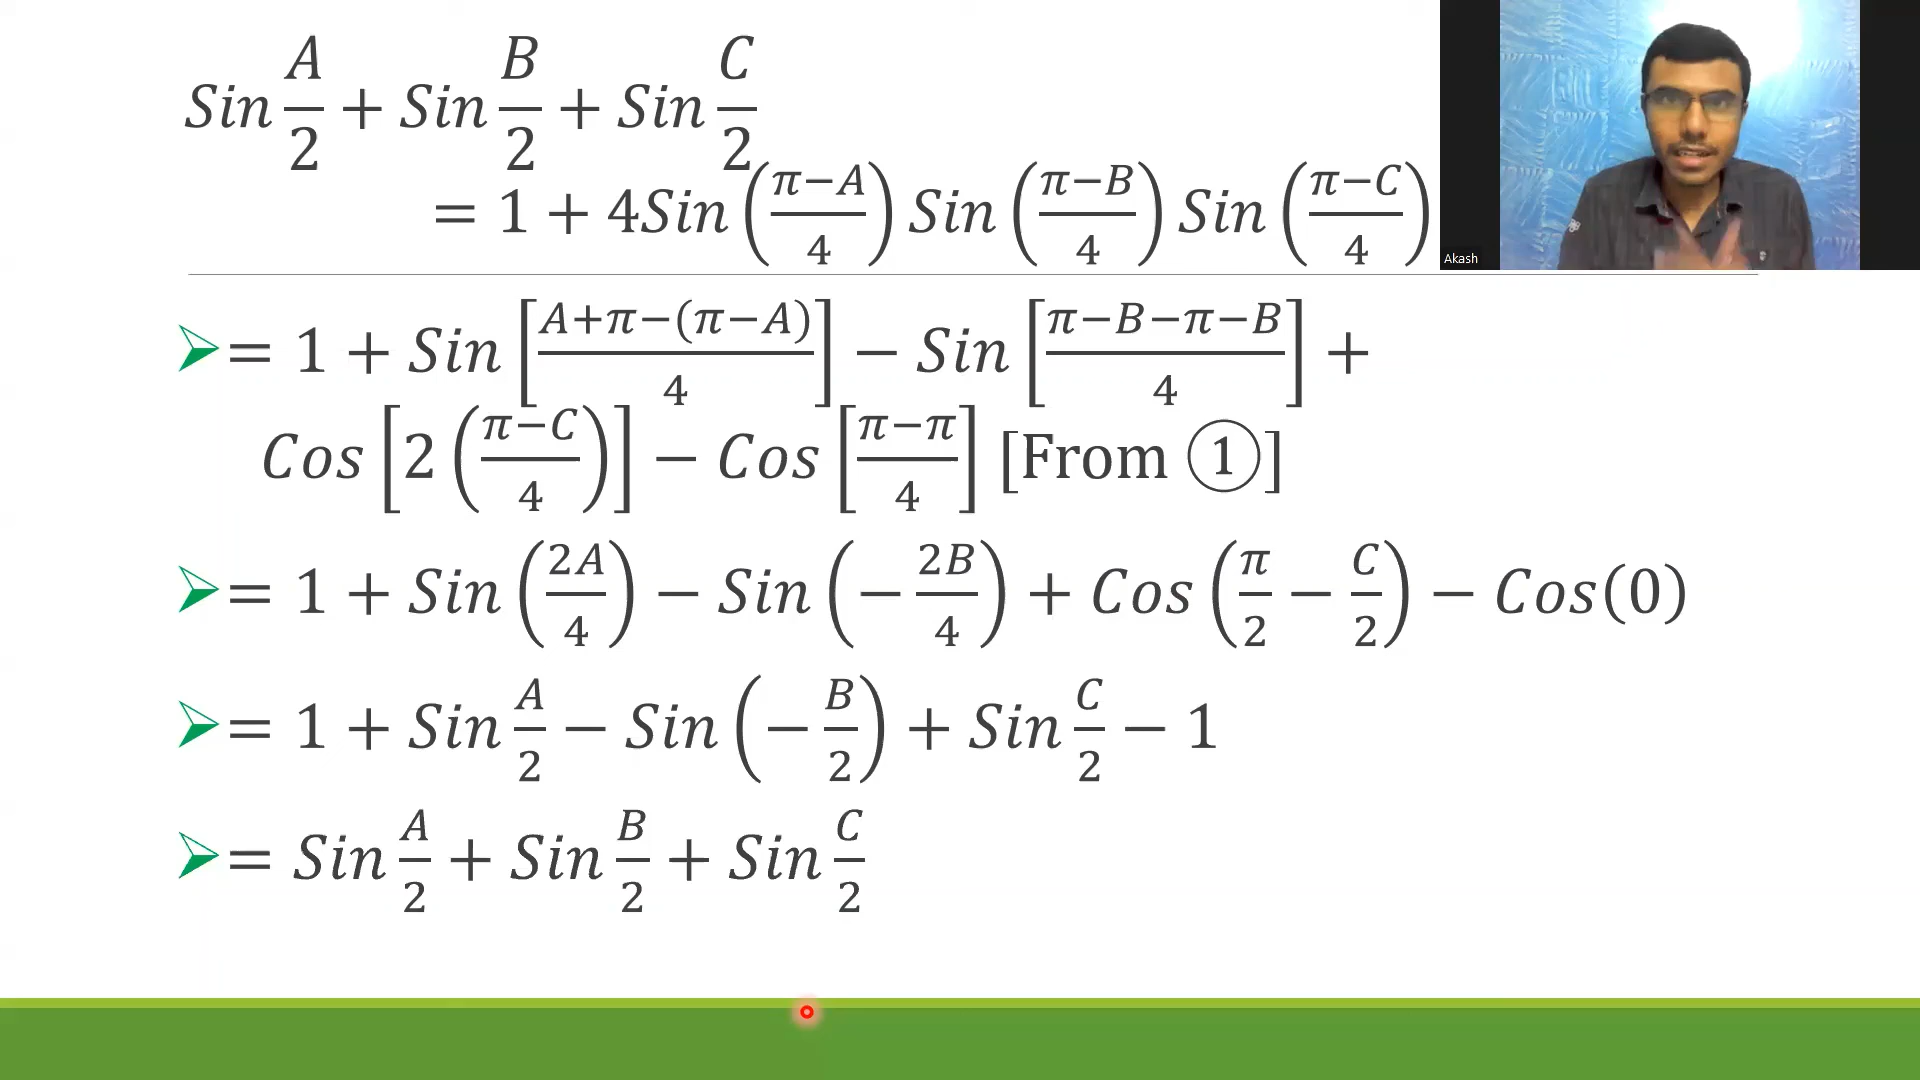 Sin A/2 + Sin B/2 + Sin C/2
= 1 + 4Sin ((π−A)/4) Sin ((π−B)/4) Sin ((π−C)/4)
Akash
= 1 + Sin [(A+π−(π−A))/4] − Sin [(π−B−π−B)/4] +
Cos [2 ((π−C)/4)] − Cos [(π−π)/4] [From ①]
= 1 + Sin (2A/4) − Sin (−2B/4) + Cos (π/2 − C/2) − Cos(0)
= 1 + Sin A/2 − Sin (−B/2) + Sin C/2 − 1
= Sin A/2 + Sin B/2 + Sin C/2